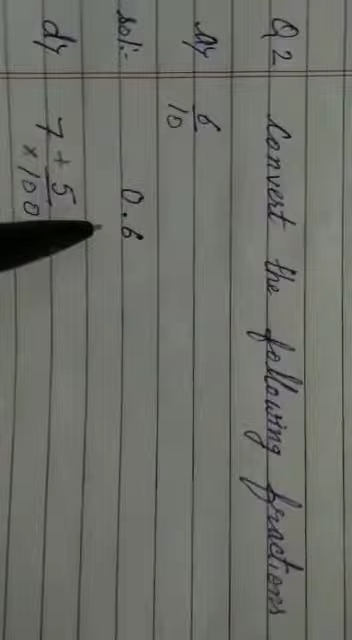 Q2 Convert the following fractions
a) 6/10
sol:- 0.6
d) 7 + 5
× 100